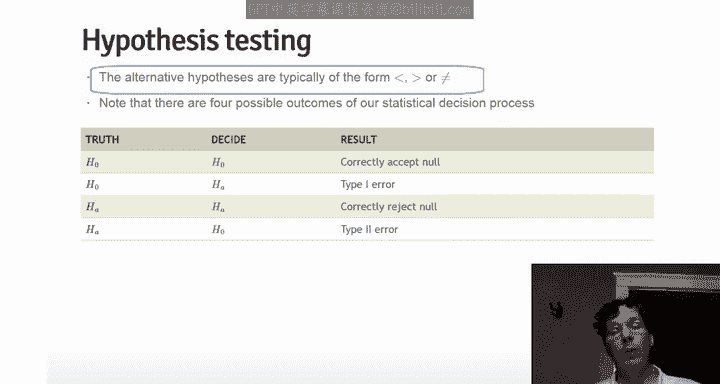 Hypothesis testing
· The alternative hypotheses are typically of the form <, > or ≠
· Note that there are four possible outcomes of our statistical decision process
TRUTH DECIDE RESULT
H₀ H₀ Correctly accept null
H₀ Hₐ Type I error
Hₐ Hₐ Correctly reject null
Hₐ H₀ Type II error